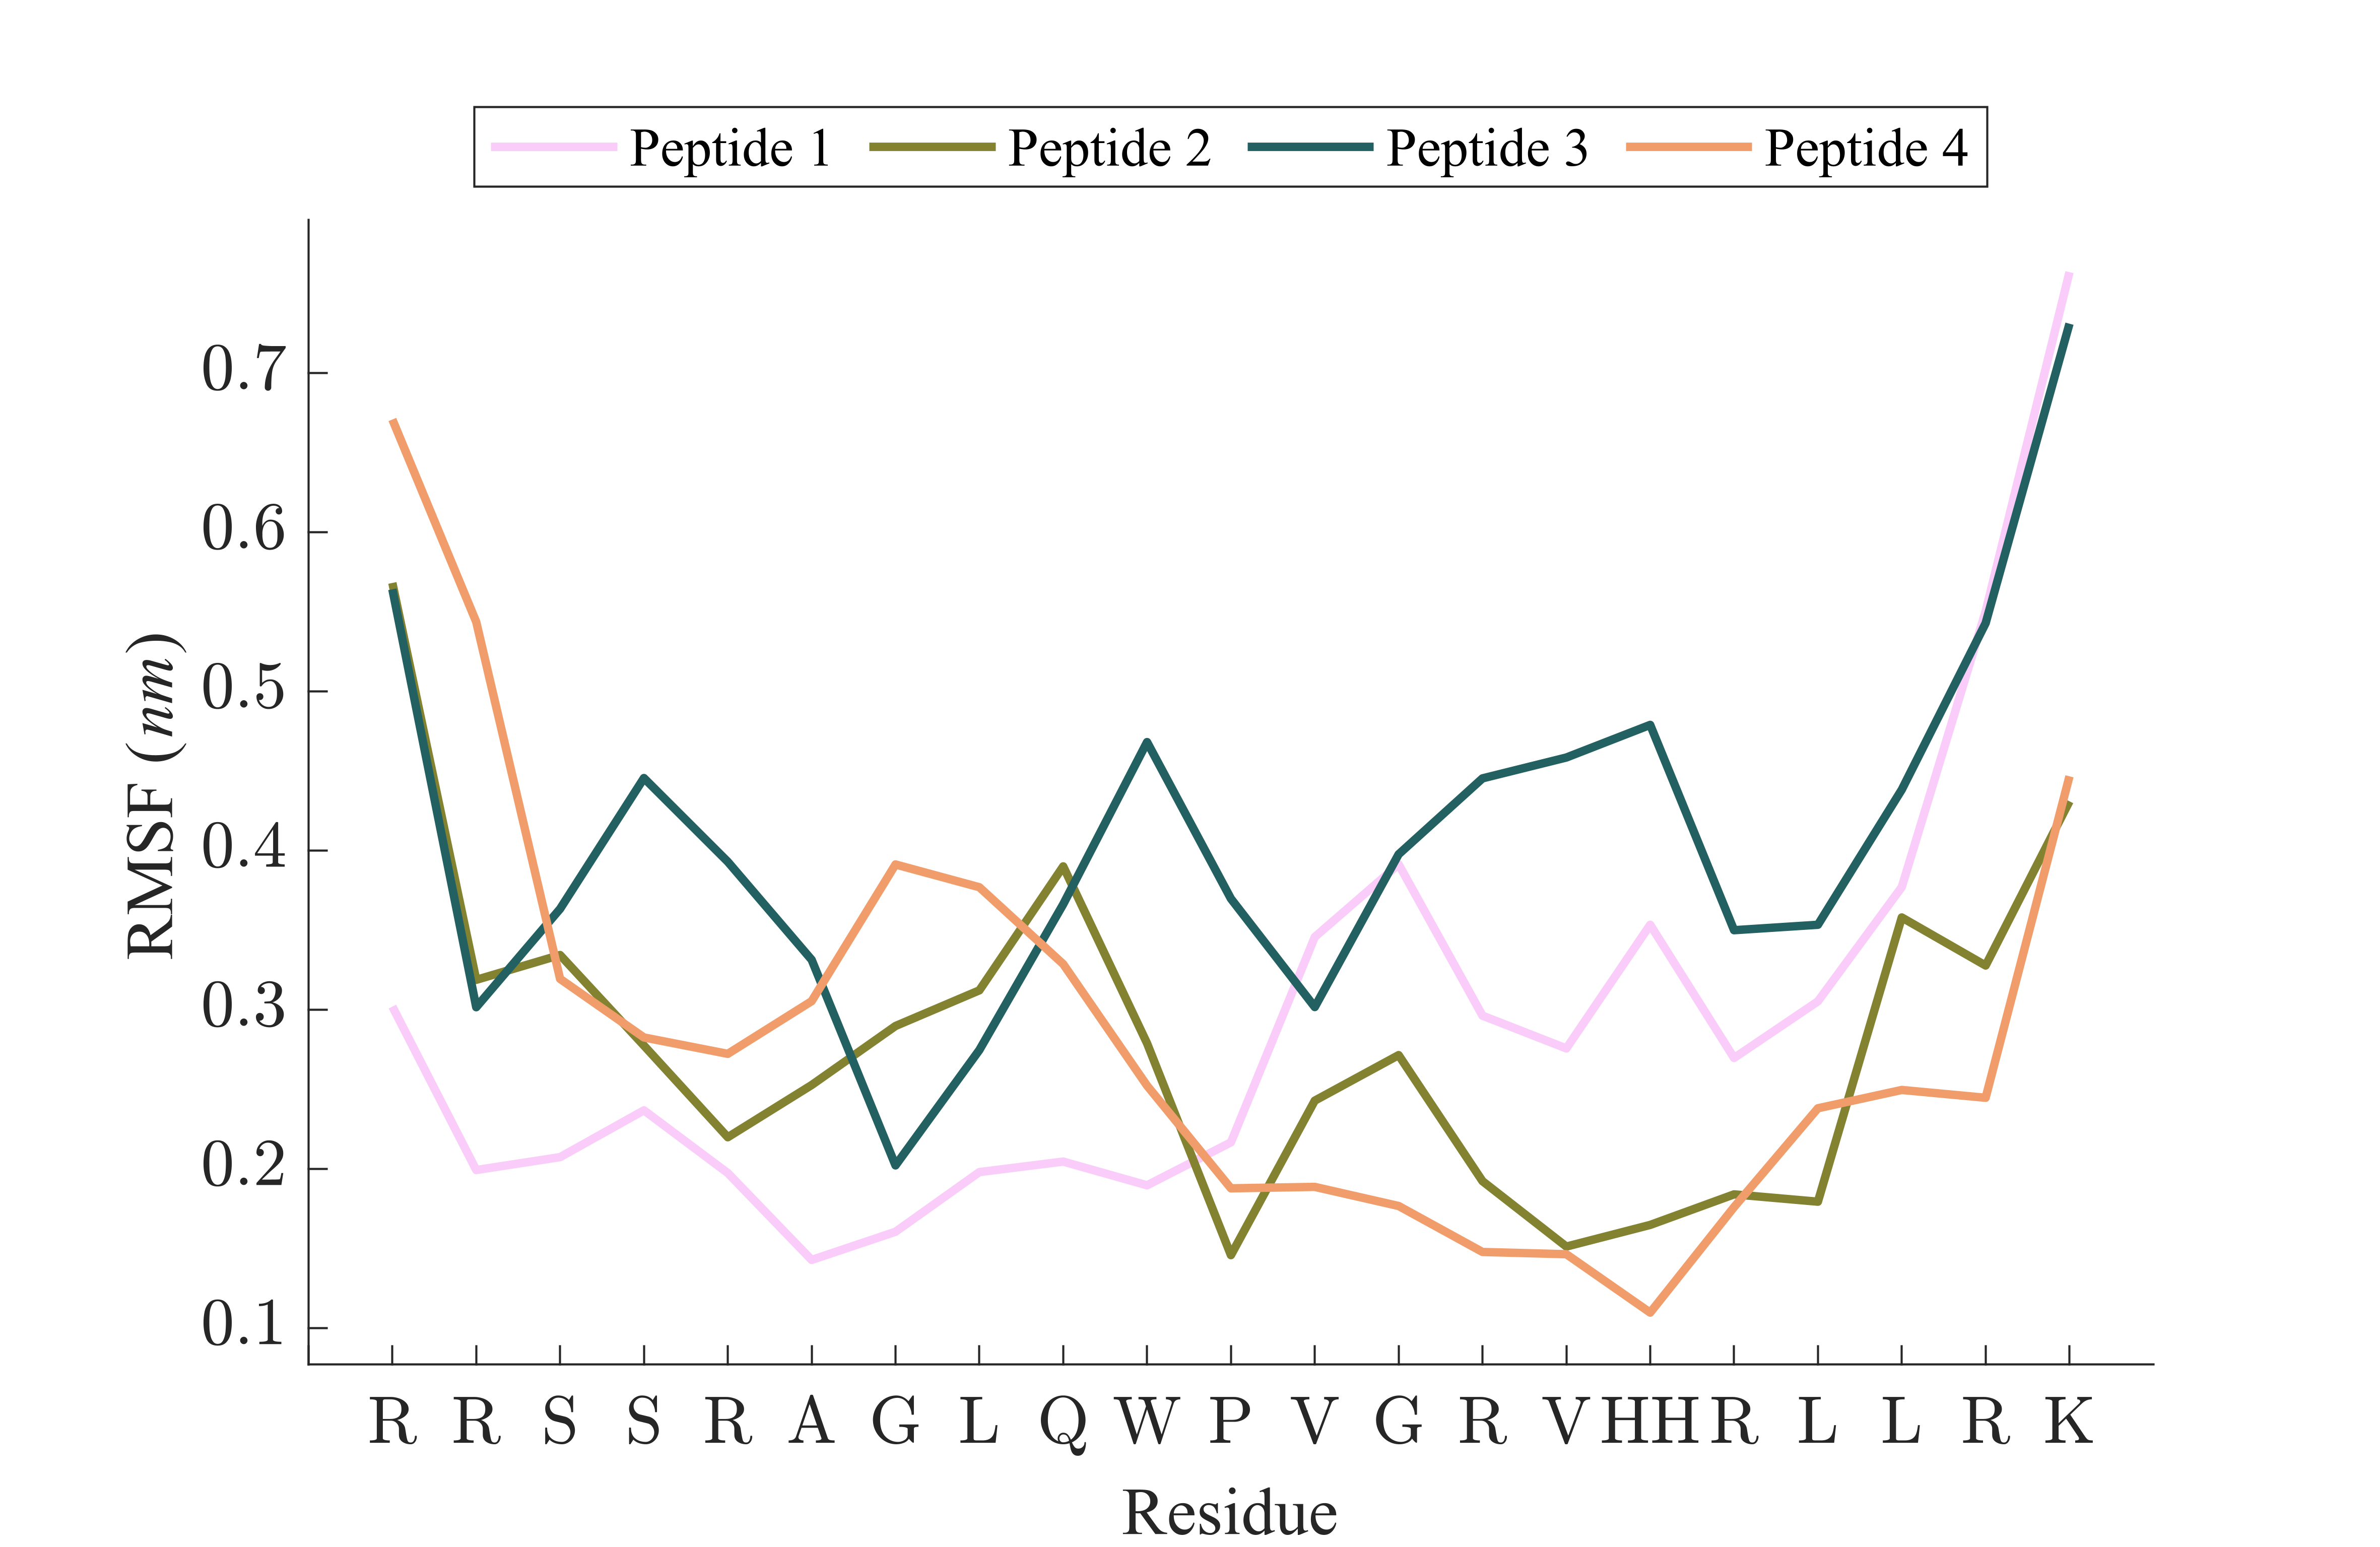 Peptide 1 Peptide 2 Peptide 3 Peptide 4
RMSF (nm)
0.7
0.6
0.5
0.4
0.3
0.2
0.1
R R S S R A G L Q W P V G R V HH R L L R K
Residue